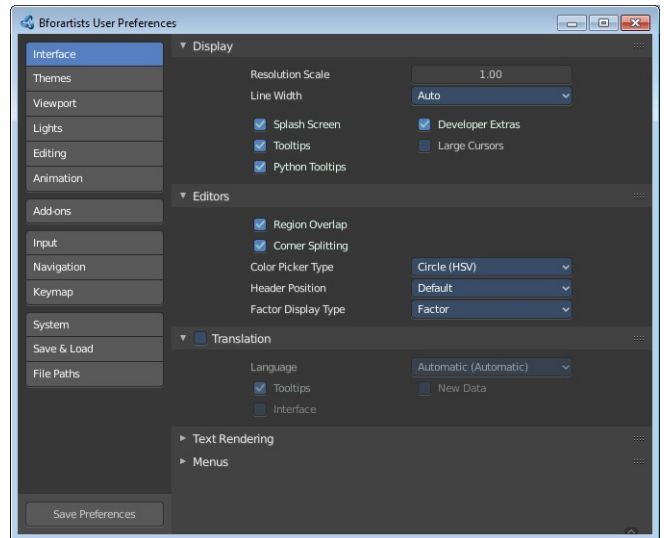 Bforartists User Preferences
Interface
Themes
Viewport
Lights
Editing
Animation
Add-ons
Input
Navigation
Keymap
System
Save & Load
File Paths
Save Preferences
Display
Resolution Scale 1.00
Line Width Auto
Splash Screen Developer Extras
Tooltips Large Cursors
Python Tooltips
Editors
Region Overlap
Corner Splitting
Color Picker Type Circle (HSV)
Header Position Default
Factor Display Type Factor
Translation
Language Automatic (Automatic)
Tooltips New Data
Interface
Text Rendering
Menus